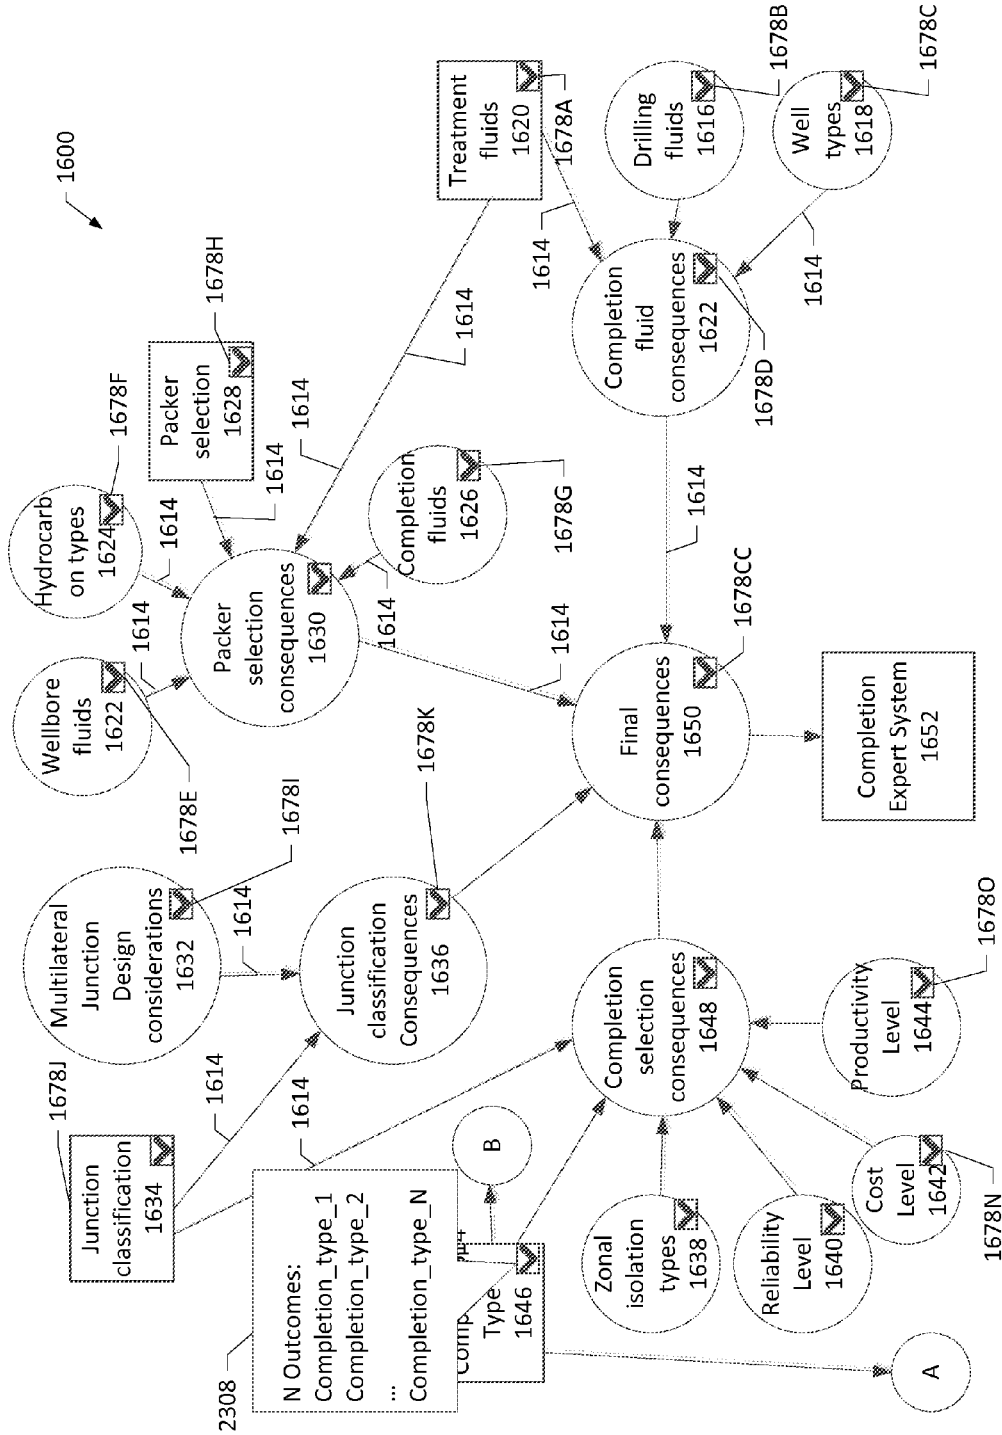 1600
Treatment
fluids
1620
1678A
Drilling
fluids
1616
1678B
Well
types
1618
1678C
1614
1614
Completion
fluid
consequences
1622
1678D
1614
Packer
selection
1628
1678H
Hydrocarb
on types
1624
1678F
1614
1614
1614
1614
Completion
fluids
1626
1678G
1614
Wellbore
fluids
1622
1678E
1614
Packer
selection
consequences
1630
1614
1614
Final
consequences
1650
1678CC
Completion
Expert System
1652
Multilateral
Junction
Design
considerations
1632
1678I
1614
Junction
classification
Consequences
1636
1678K
Junction
classification
1634
1678J
1614
1614
Completion
selection
consequences
1648
Productivity
Level
1644
1678O
Cost
Level
1642
1678N
Reliability
Level
1640
Zonal
isolation
types
1638
B
A
Type
1646
2308
N Outcomes:
Completion_type_1
Completion_type_2
...
Completion_type_N